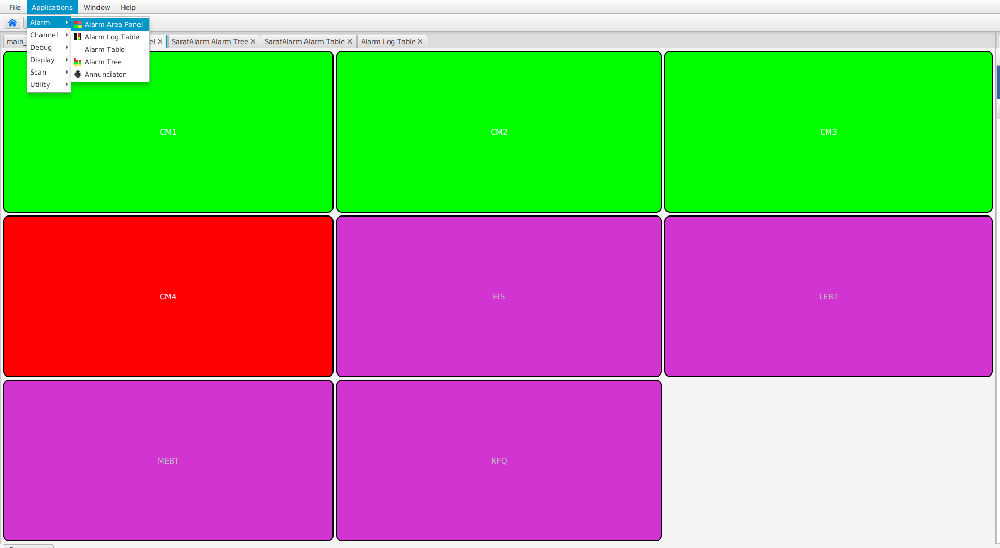 File Applications Window Help
Alarm
Channel
Debug
Display
Scan
Utility
Alarm Area Panel
Alarm Log Table
Alarm Table
Alarm Tree
Annunciator
main_
el SarafAlarm Alarm Tree SarafAlarm Alarm Table Alarm Log Table
CM1 CM2 CM3
CM4 EIS LEBT
MEBT RFQ